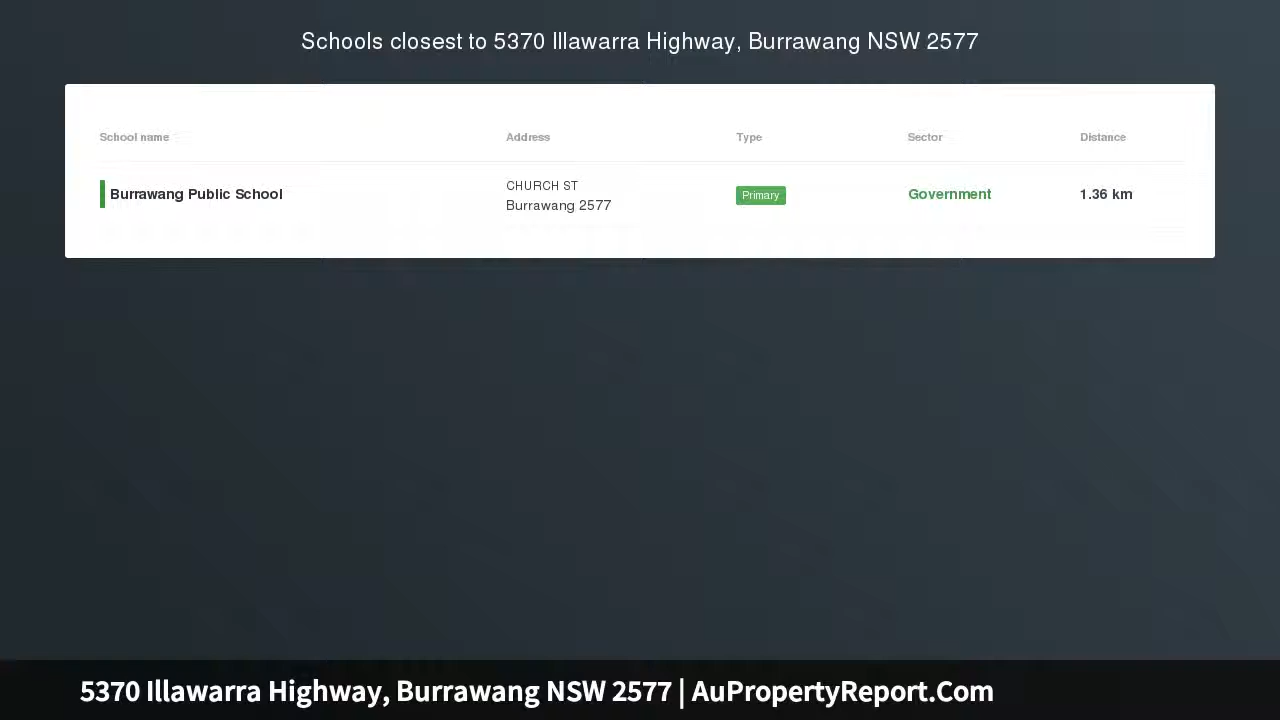 Schools closest to 5370 Illawarra Highway, Burrawang NSW 2577
School name Address Type Sector Distance
Burrawang Public School CHURCH ST Burrawang 2577 Primary Government 1.36 km
5370 Illawarra Highway, Burrawang NSW 2577 | AuPropertyReport.Com